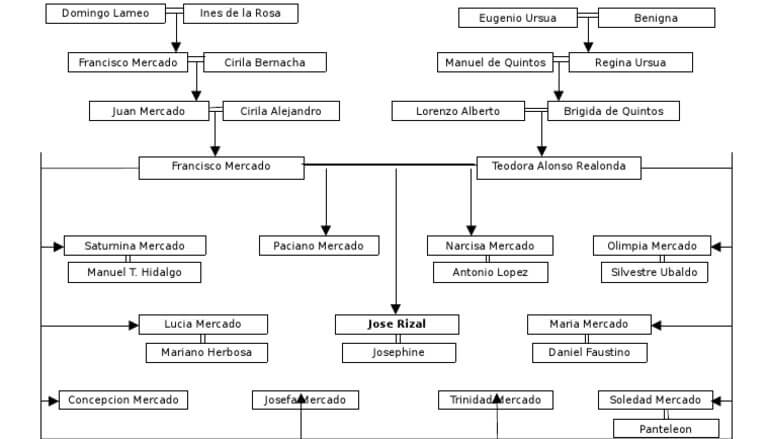 Domingo Lameo
Ines de la Rosa
Eugenio Ursua
Benigna
Francisco Mercado
Cirila Bernacha
Manuel de Quintos
Regina Ursua
Juan Mercado
Cirila Alejandro
Lorenzo Alberto
Brigida de Quintos
Francisco Mercado
Teodora Alonso Realonda
Saturnina Mercado
Paciano Mercado
Narcisa Mercado
Olimpia Mercado
Manuel T. Hidalgo
Antonio Lopez
Silvestre Ubaldo
Lucia Mercado
Jose Rizal
Maria Mercado
Mariano Herbosa
Josephine
Daniel Faustino
Concepcion Mercado
Josefa Mercado
Trinidad Mercado
Soledad Mercado
Panteleon